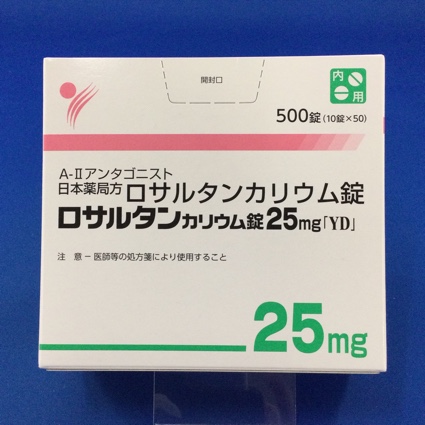 開封口
内
用
500錠(10錠×50)
A-IIアンタゴニスト
日本薬局方 ロサルタンカリウム錠
ロサルタンカリウム錠25mg「YD」
注 意－医師等の処方箋により使用すること
25mg